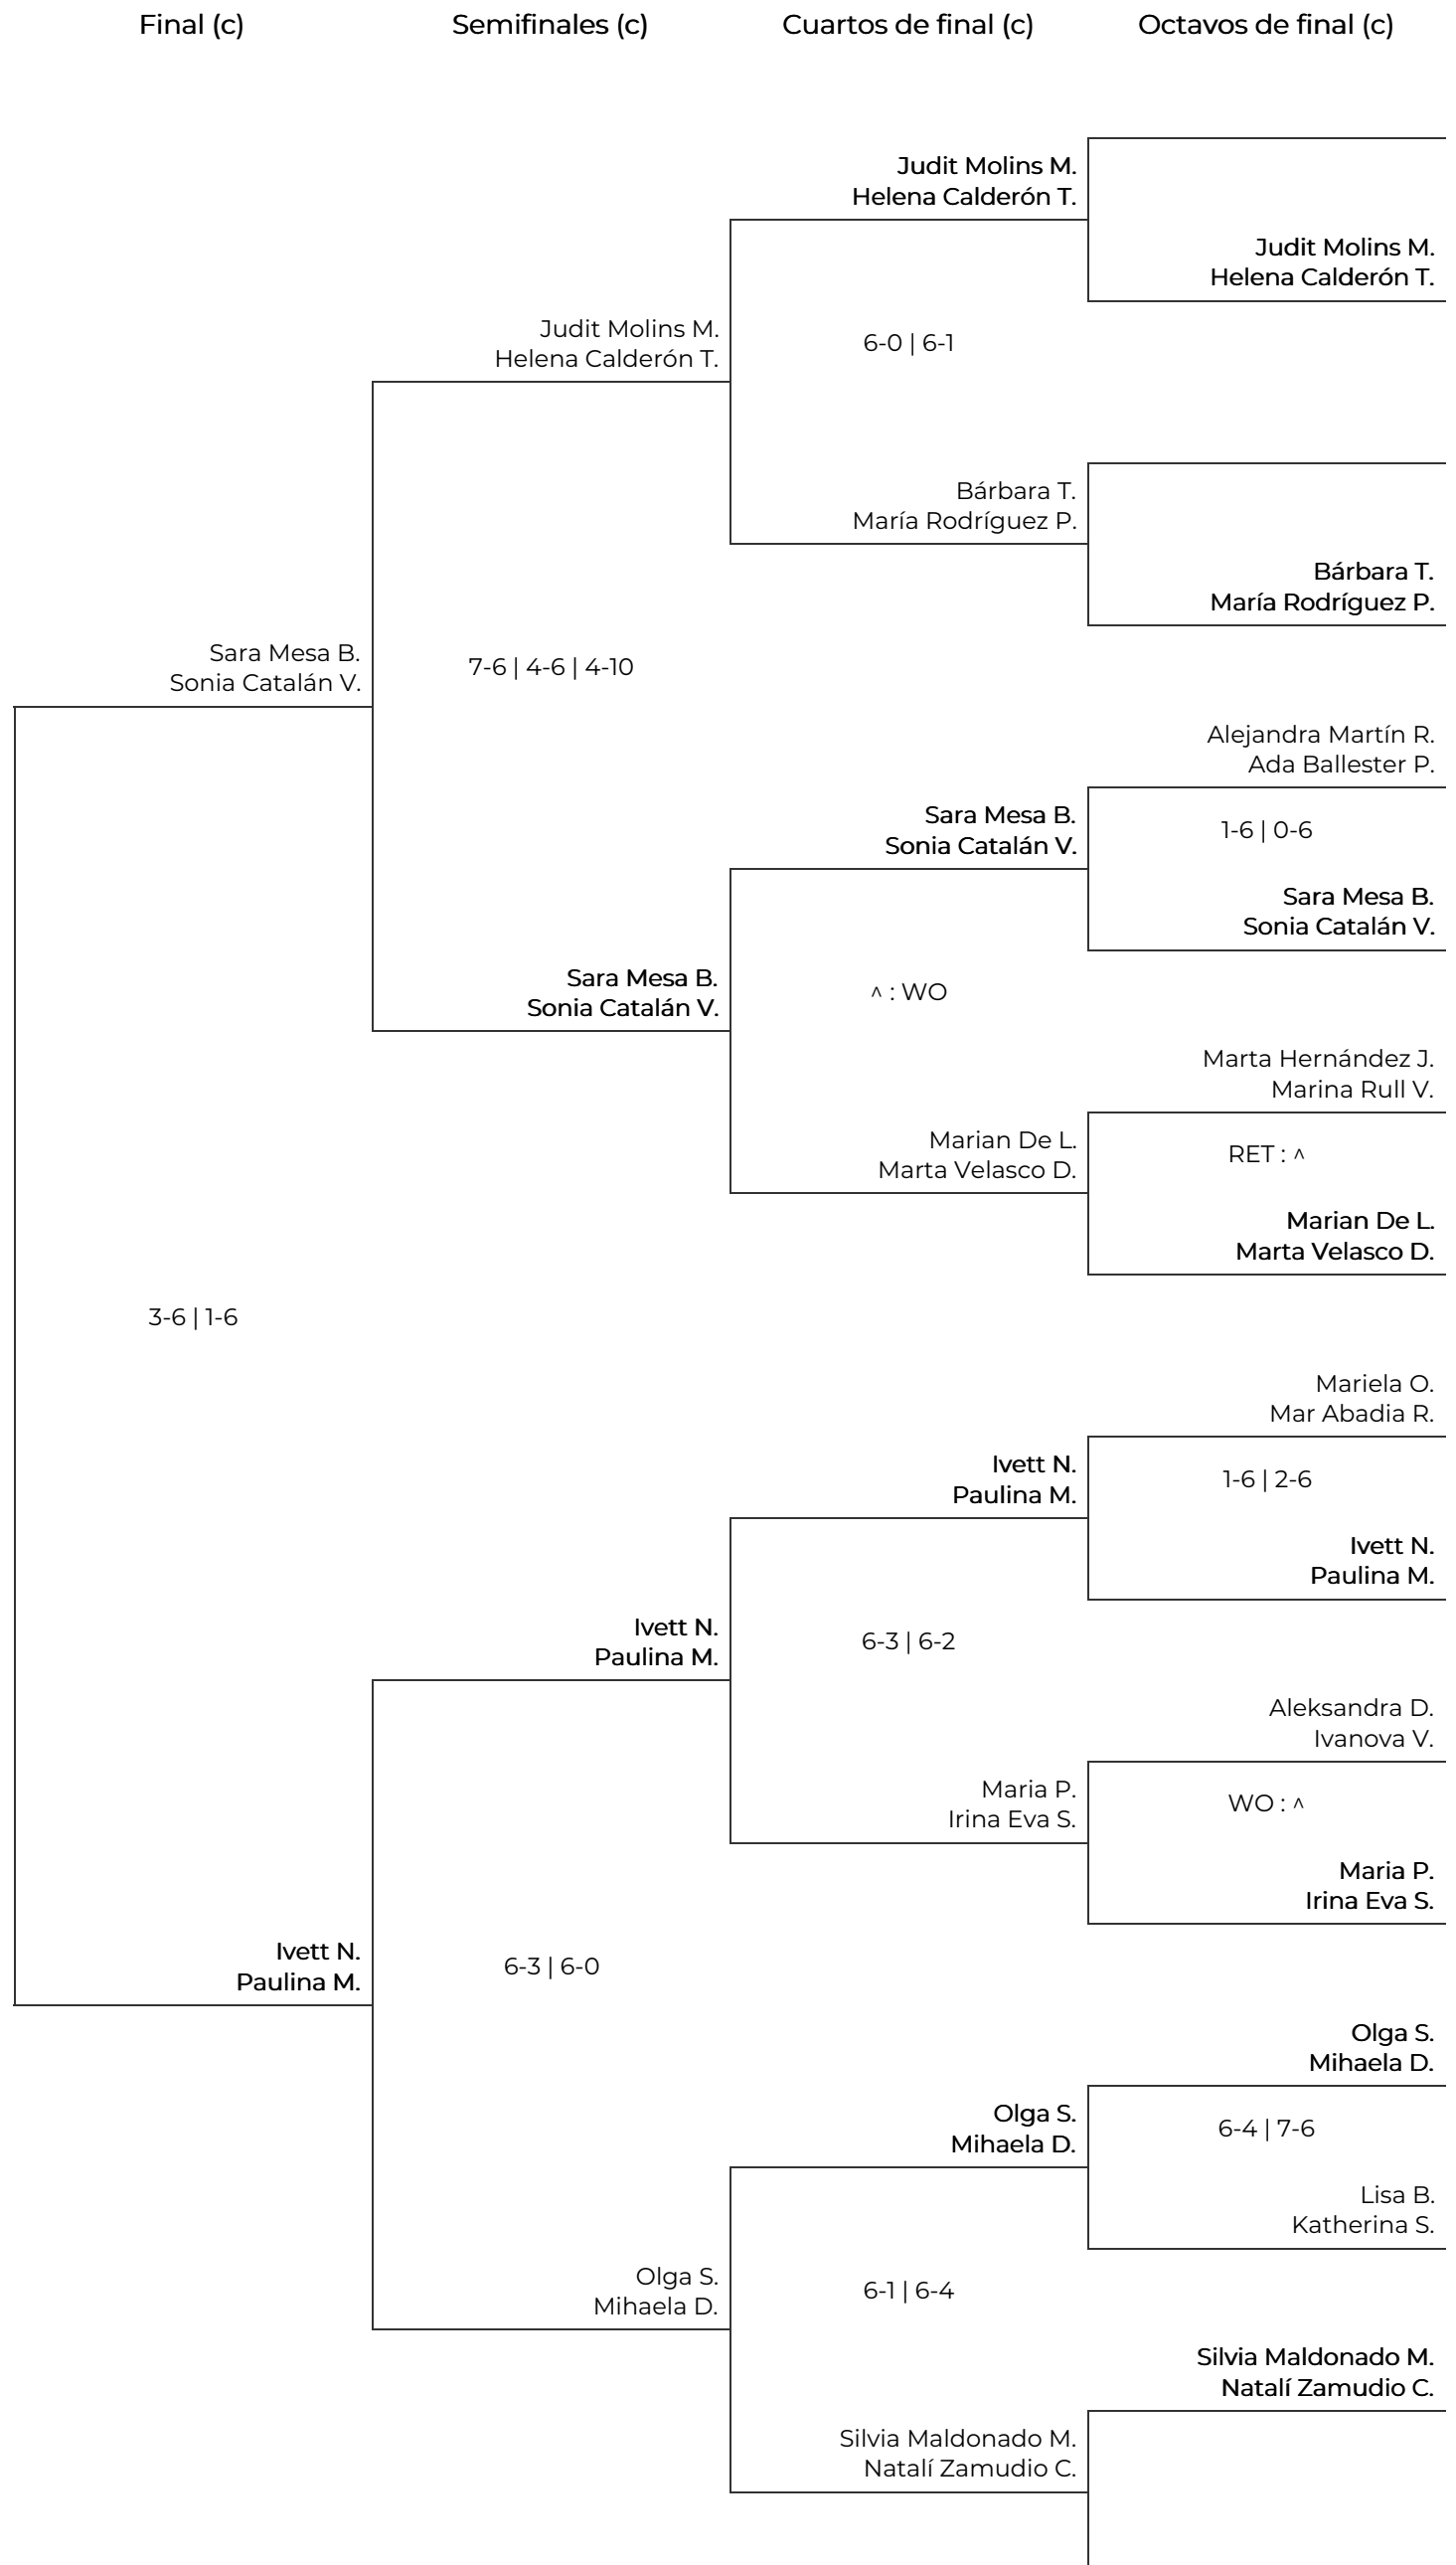 Final (c)
Semifinales (c)
Cuartos de final (c)
Octavos de final (c)
Judit Molins M.
Helena Calderón T.
Judit Molins M.
Helena Calderón T.
Judit Molins M.
Helena Calderón T.
6-0 | 6-1
Bárbara T.
María Rodríguez P.
Bárbara T.
María Rodríguez P.
Sara Mesa B.
Sonia Catalán V.
7-6 | 4-6 | 4-10
Alejandra Martín R.
Ada Ballester P.
Sara Mesa B.
Sonia Catalán V.
1-6 | 0-6
Sara Mesa B.
Sonia Catalán V.
Sara Mesa B.
Sonia Catalán V.
^ : WO
Marta Hernández J.
Marina Rull V.
Marian De L.
Marta Velasco D.
RET : ^
Marian De L.
Marta Velasco D.
3-6 | 1-6
Mariela O.
Mar Abadia R.
Ivett N.
Paulina M.
1-6 | 2-6
Ivett N.
Paulina M.
Ivett N.
Paulina M.
6-3 | 6-2
Aleksandra D.
Ivanova V.
Maria P.
Irina Eva S.
WO : ^
Maria P.
Irina Eva S.
Ivett N.
Paulina M.
6-3 | 6-0
Olga S.
Mihaela D.
Olga S.
Mihaela D.
6-4 | 7-6
Lisa B.
Katherina S.
Olga S.
Mihaela D.
6-1 | 6-4
Silvia Maldonado M.
Natalí Zamudio C.
Silvia Maldonado M.
Natalí Zamudio C.